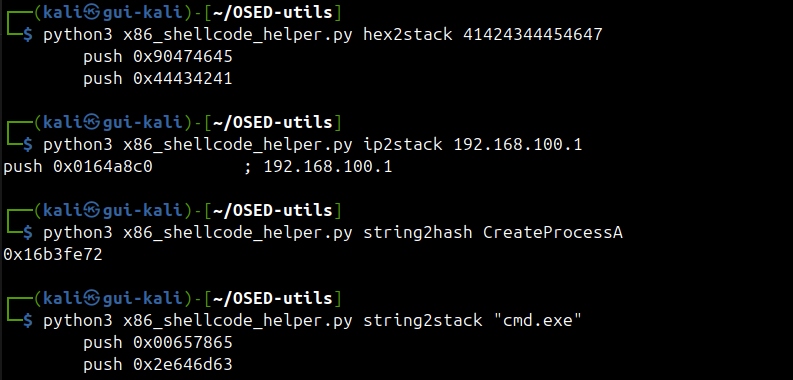 ┌──(kali㉿gui-kali)-[~/OSED-utils]
└─$ python3 x86_shellcode_helper.py hex2stack 41424344454647
        push 0x90474645
        push 0x44434241
┌──(kali㉿gui-kali)-[~/OSED-utils]
└─$ python3 x86_shellcode_helper.py ip2stack 192.168.100.1
push 0x0164a8c0         ; 192.168.100.1
┌──(kali㉿gui-kali)-[~/OSED-utils]
└─$ python3 x86_shellcode_helper.py string2hash CreateProcessA
0x16b3fe72
┌──(kali㉿gui-kali)-[~/OSED-utils]
└─$ python3 x86_shellcode_helper.py string2stack "cmd.exe"
        push 0x00657865
        push 0x2e646d63